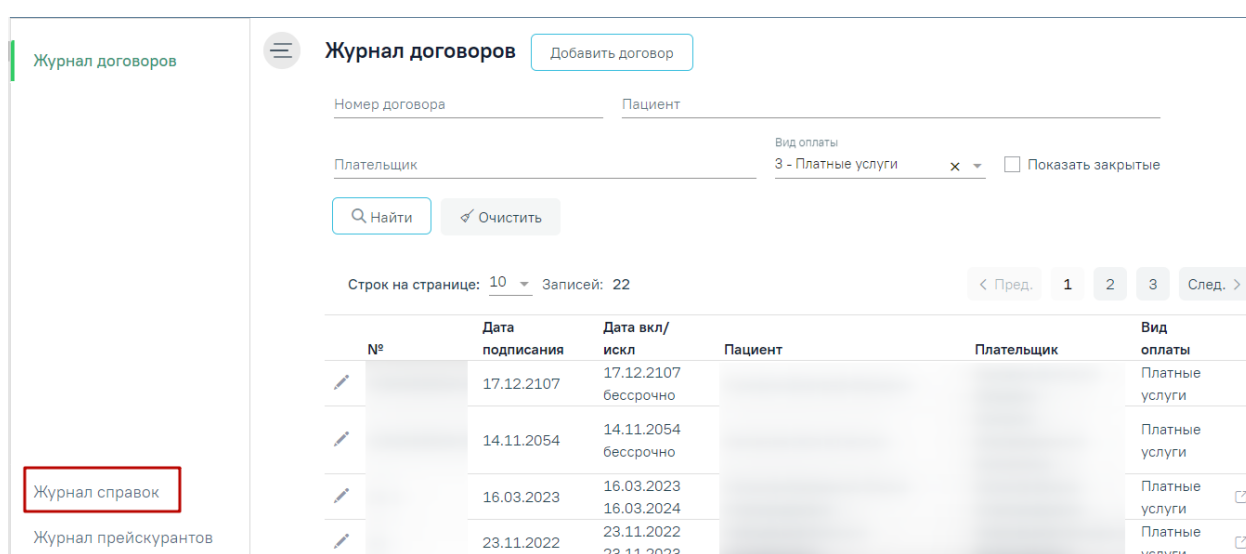 Журнал договоров
Журнал договоров
Добавить договор
Номер договора
Пациент
Вид оплаты
Плательщик
3 - Платные услуги
Показать закрытые
Найти
Очистить
Строк на странице: 10 Записей: 22
Пред. 1 2 3 След.
№ Дата подписания Дата вкл/искл Пациент Плательщик Вид оплаты
17.12.2107 17.12.2107 Платные
бессрочно услуги
14.11.2054 14.11.2054 Платные
бессрочно услуги
Журнал справок
16.03.2023 16.03.2023 Платные
16.03.2024 услуги
Журнал прейскурантов
23.11.2022 23.11.2022 Платные
23.11.2023 услуги